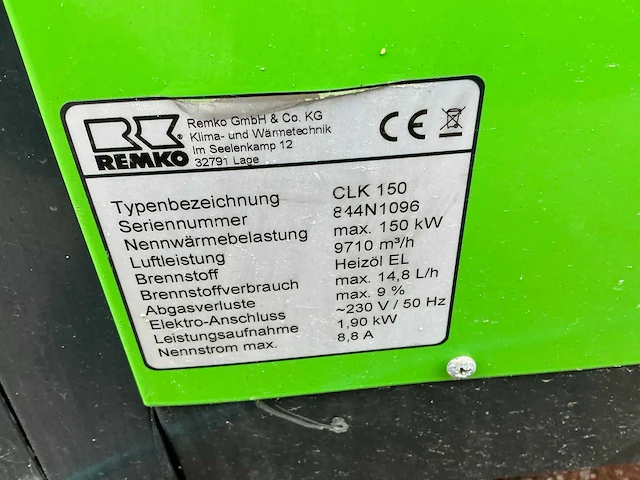 REMKO
Remko GmbH & Co. KG
Klima- und Wärmetechnik
Im Seelenkamp 12
32791 Lage
CE
Typenbezeichnung CLK 150
Seriennummer 844N1096
Nennwärmebelastung max. 150 kW
Luftleistung 9710 m³/h
Brennstoff Heizöl EL
Brennstoffverbrauch max. 14,8 L/h
Abgasverluste max. 9 %
Elektro-Anschluss ~230 V / 50 Hz
Leistungsaufnahme 1,90 kW
Nennstrom max. 8,8 A